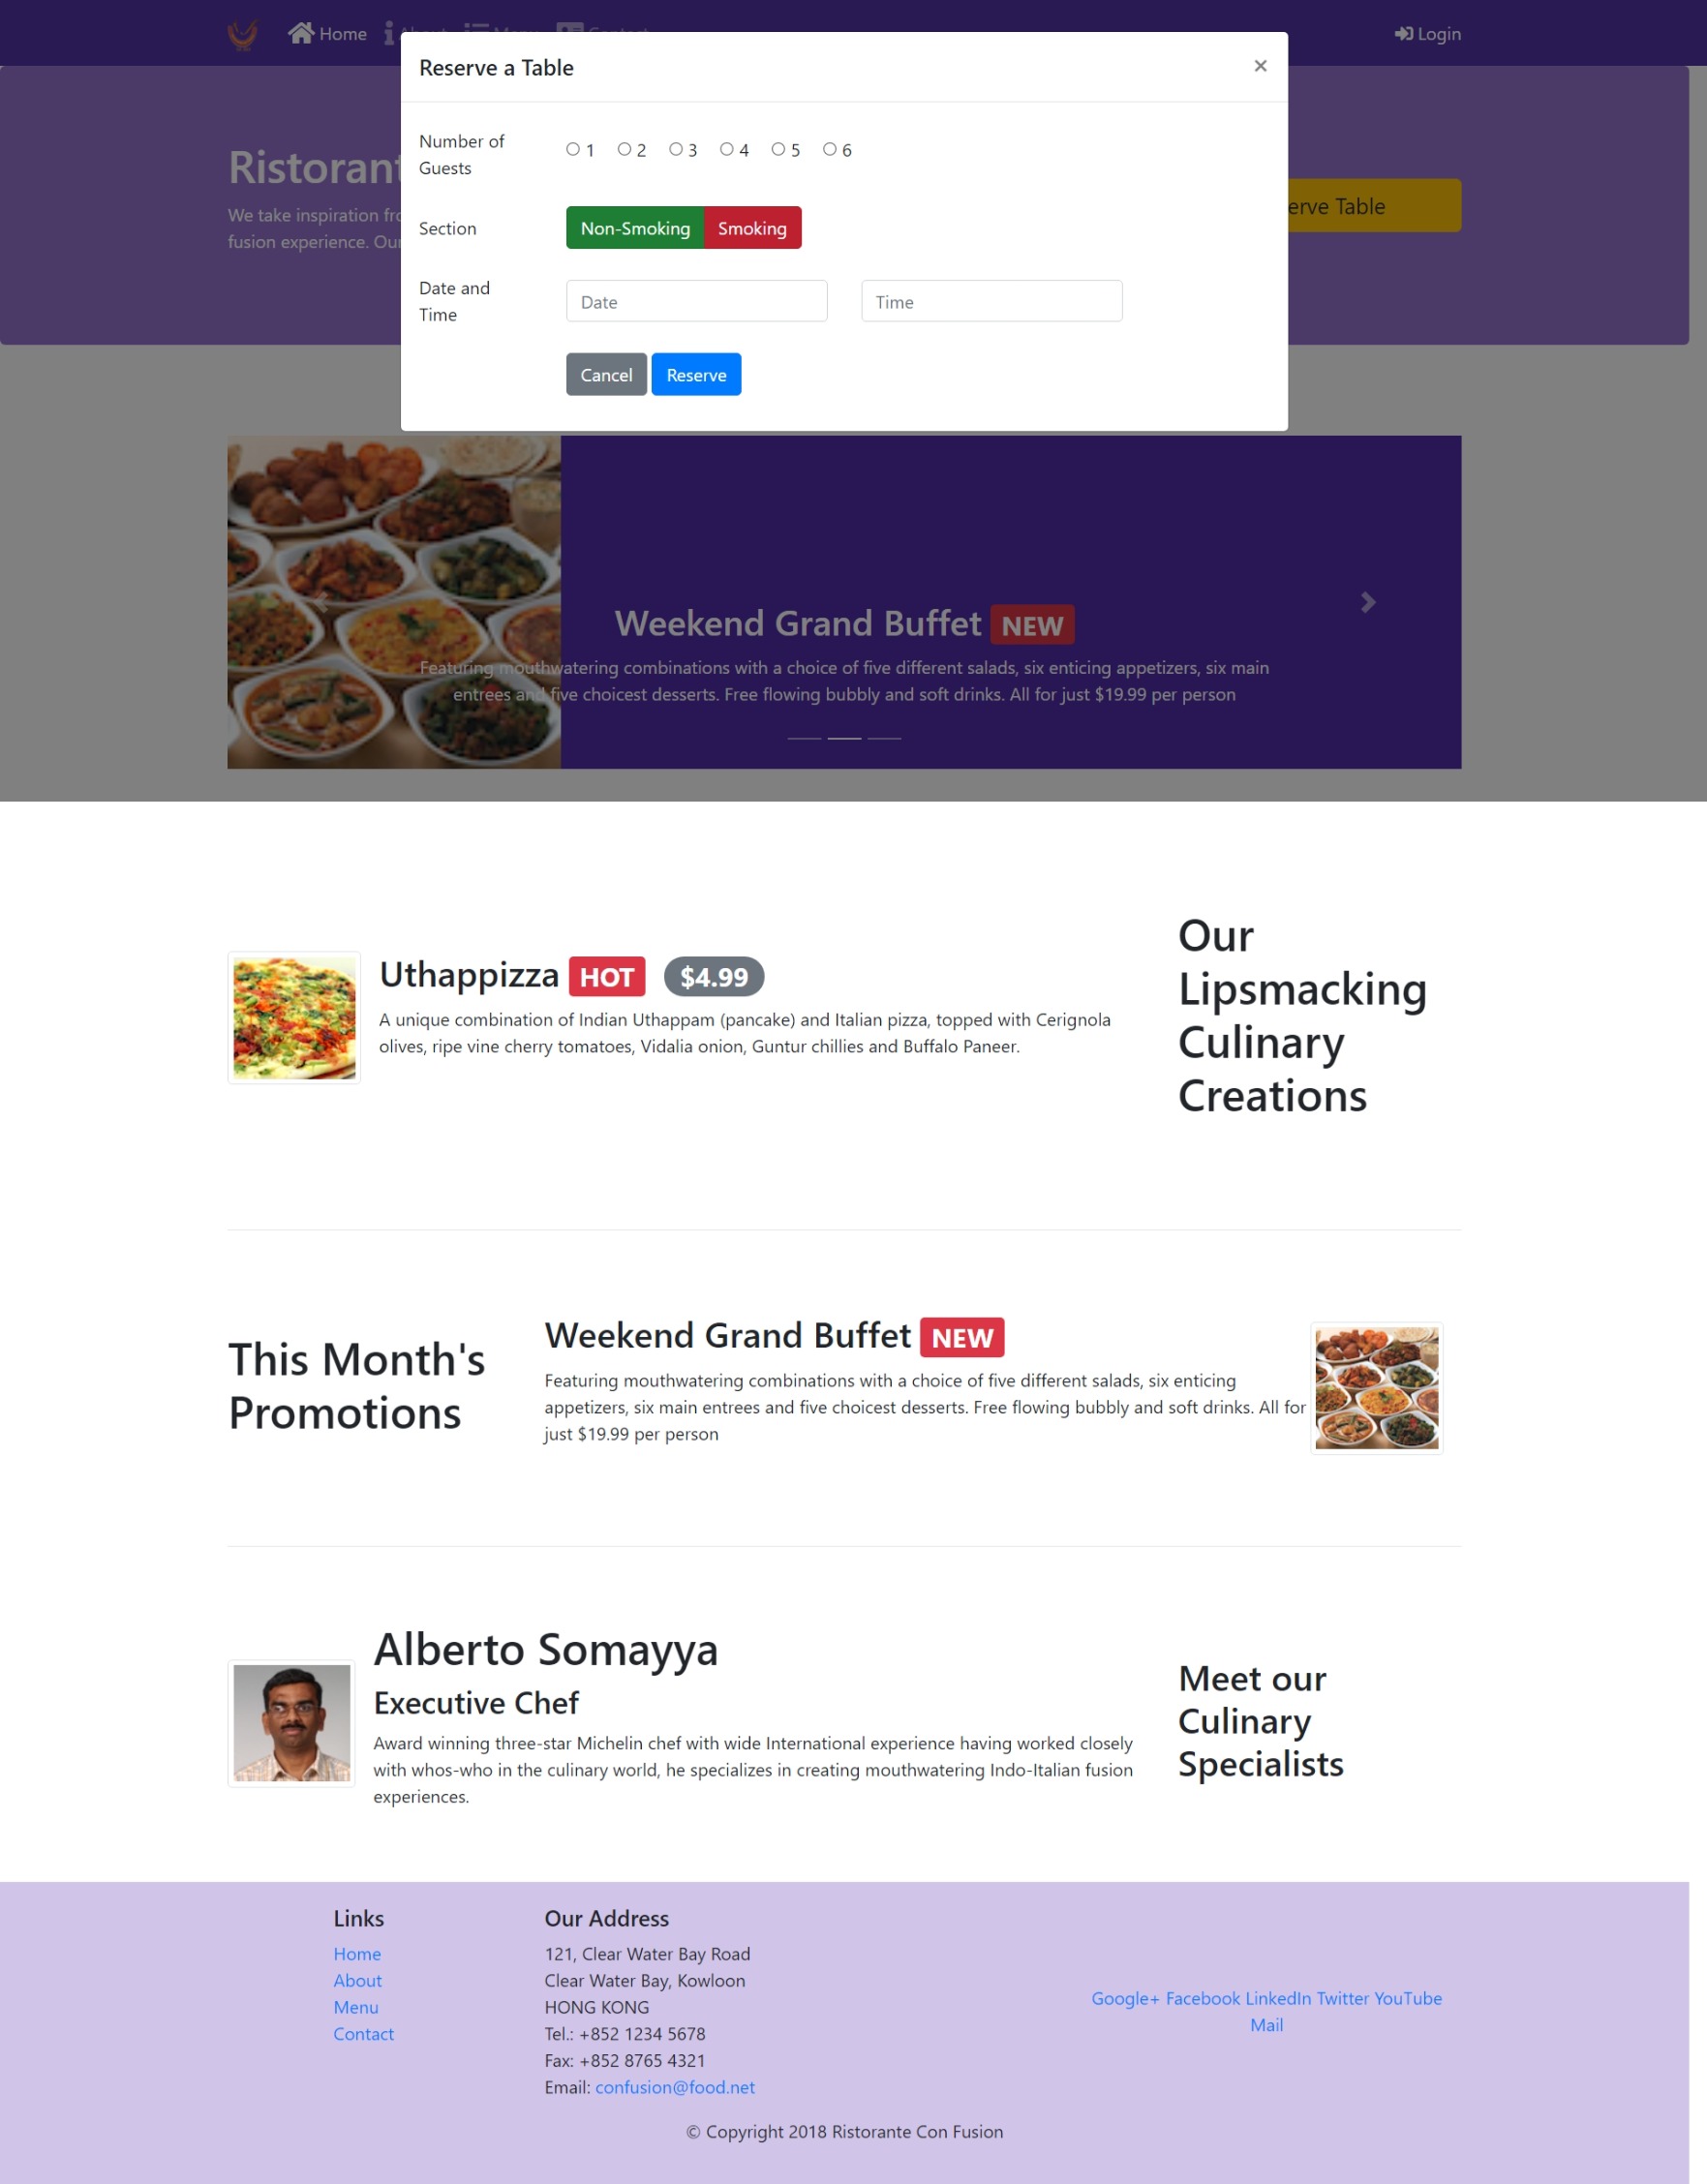 Home About Menu Contact Login
Reserve a Table ×
Number of
Guests
1 2 3 4 5 6
Section
Non-Smoking Smoking
Date and
Time
Date Time
Cancel Reserve
Ristorant
We take inspiration fro
fusion experience. Our
erve Table
Weekend Grand Buffet NEW
Featuring mouthwatering combinations with a choice of five different salads, six enticing appetizers, six main
entrees and five choicest desserts. Free flowing bubbly and soft drinks. All for just $19.99 per person
Uthappizza HOT $4.99
A unique combination of Indian Uthappam (pancake) and Italian pizza, topped with Cerignola
olives, ripe vine cherry tomatoes, Vidalia onion, Guntur chillies and Buffalo Paneer.
Our
Lipsmacking
Culinary
Creations
This Month's
Promotions
Weekend Grand Buffet NEW
Featuring mouthwatering combinations with a choice of five different salads, six enticing
appetizers, six main entrees and five choicest desserts. Free flowing bubbly and soft drinks. All for
just $19.99 per person
Alberto Somayya
Executive Chef
Award winning three-star Michelin chef with wide International experience having worked closely
with whos-who in the culinary world, he specializes in creating mouthwatering Indo-Italian fusion
experiences.
Meet our
Culinary
Specialists
Links
Home
About
Menu
Contact
Our Address
121, Clear Water Bay Road
Clear Water Bay, Kowloon
HONG KONG
Tel.: +852 1234 5678
Fax: +852 8765 4321
Email: confusion@food.net
Google+ Facebook LinkedIn Twitter YouTube
Mail
© Copyright 2018 Ristorante Con Fusion